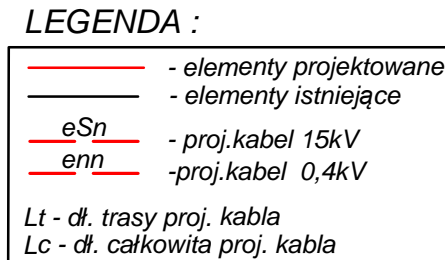 LEGENDA :
- elementy projektowane
- elementy istniejące
eSn - proj.kabel 15kV
enn -proj.kabel 0,4kV
Lt - dł. trasy proj. kabla
Lc - dł. całkowita proj. kabla